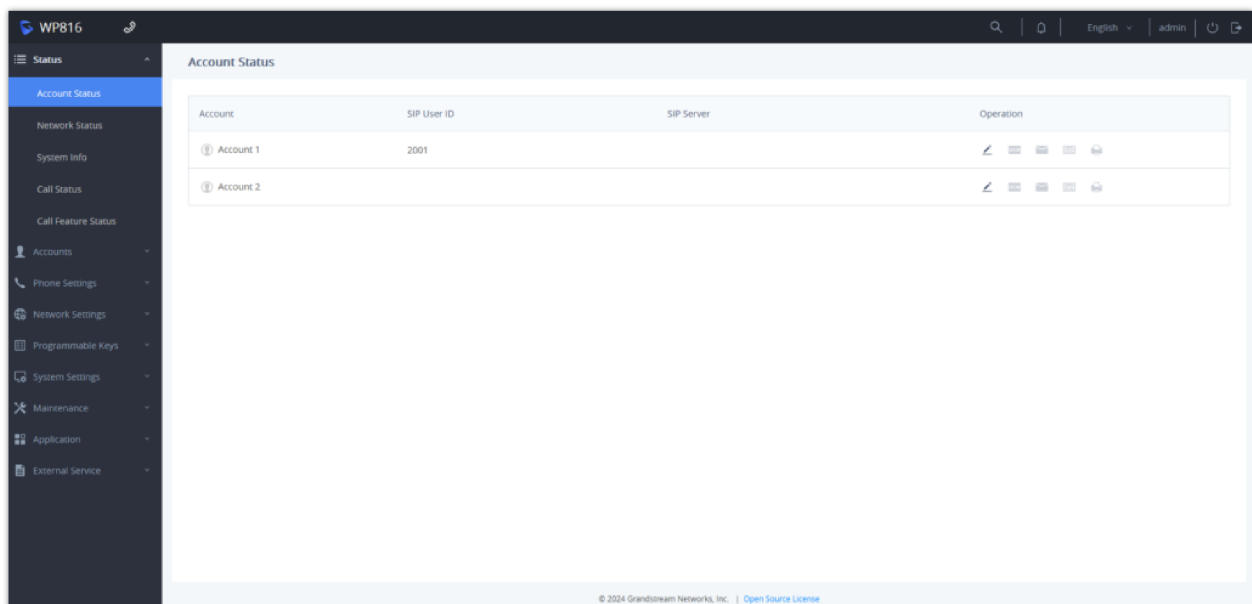 WP816 English admin
Status
Account Status
Network Status
System Info
Call Status
Call Feature Status
Accounts
Phone Settings
Network Settings
Programmable Keys
System Settings
Maintenance
Application
External Service
Account Status
Account SIP User ID SIP Server Operation
Account 1 2001
Account 2
© 2024 Grandstream Networks, Inc. | Open Source License